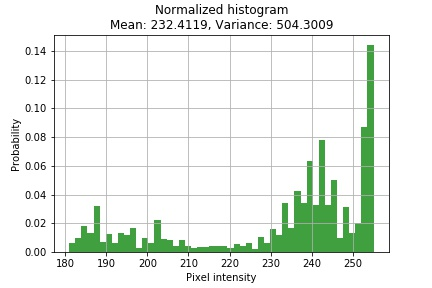 Normalized histogram
Mean: 232.4119, Variance: 504.3009
0.14
0.12
0.10
0.08
0.06
0.04
0.02
0.00
Probability
180 190 200 210 220 230 240 250
Pixel intensity